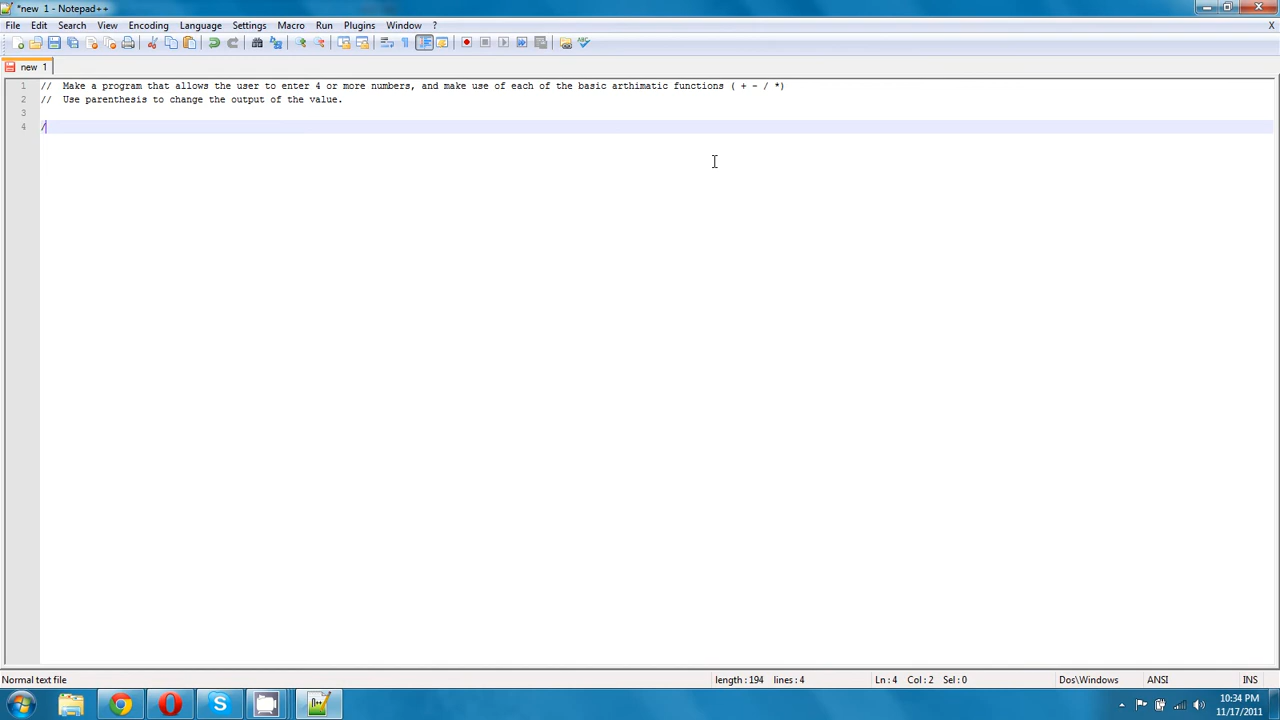 *new 1 - Notepad++
File Edit Search View Encoding Language Settings Macro Run Plugins Window ?
X
new 1
1 // Make a program that allows the user to enter 4 or more numbers, and make use of each of the basic arthimatic functions ( + - / *)
2 // Use parenthesis to change the output of the value.
3
4 /
Normal text file length : 194 lines : 4 Ln : 4 Col : 2 Sel : 0 Dos\Windows ANSI INS
10:34 PM
11/17/2011